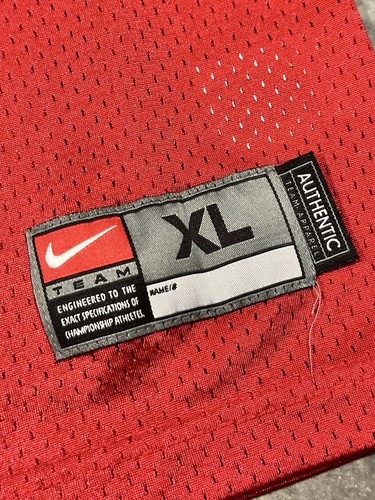 XL
TEAM
NAME/#
ENGINEERED TO THE
EXACT SPECIFICATIONS OF
CHAMPIONSHIP ATHLETES
AUTHENTIC
TEAM APPAREL